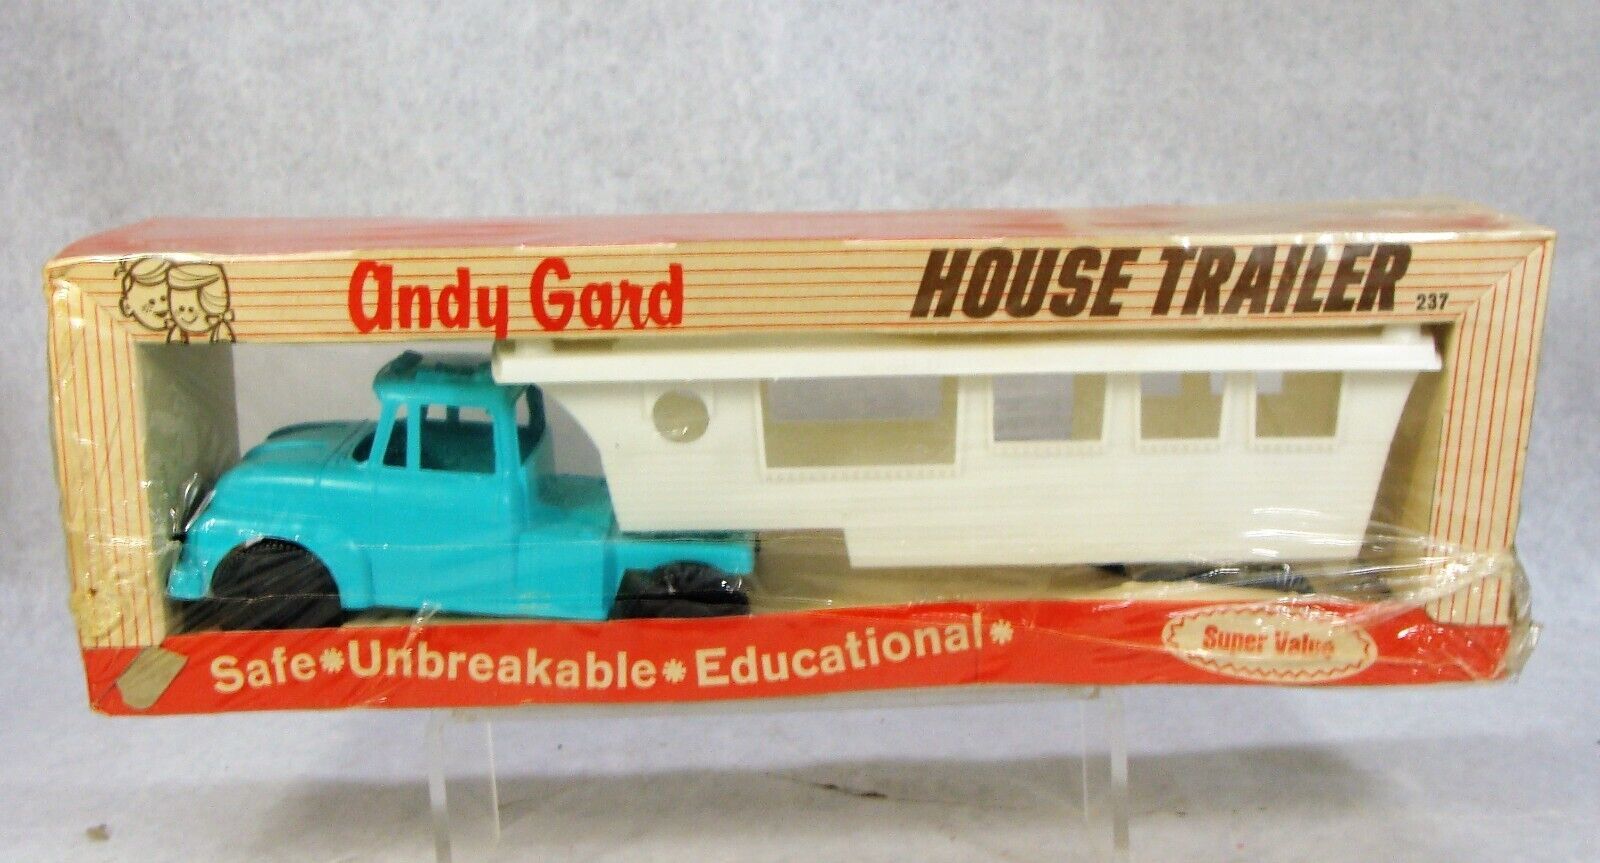 Andy Gard
HOUSE TRAILER 237
Safe * Unbreakable * Educational *
Super Value